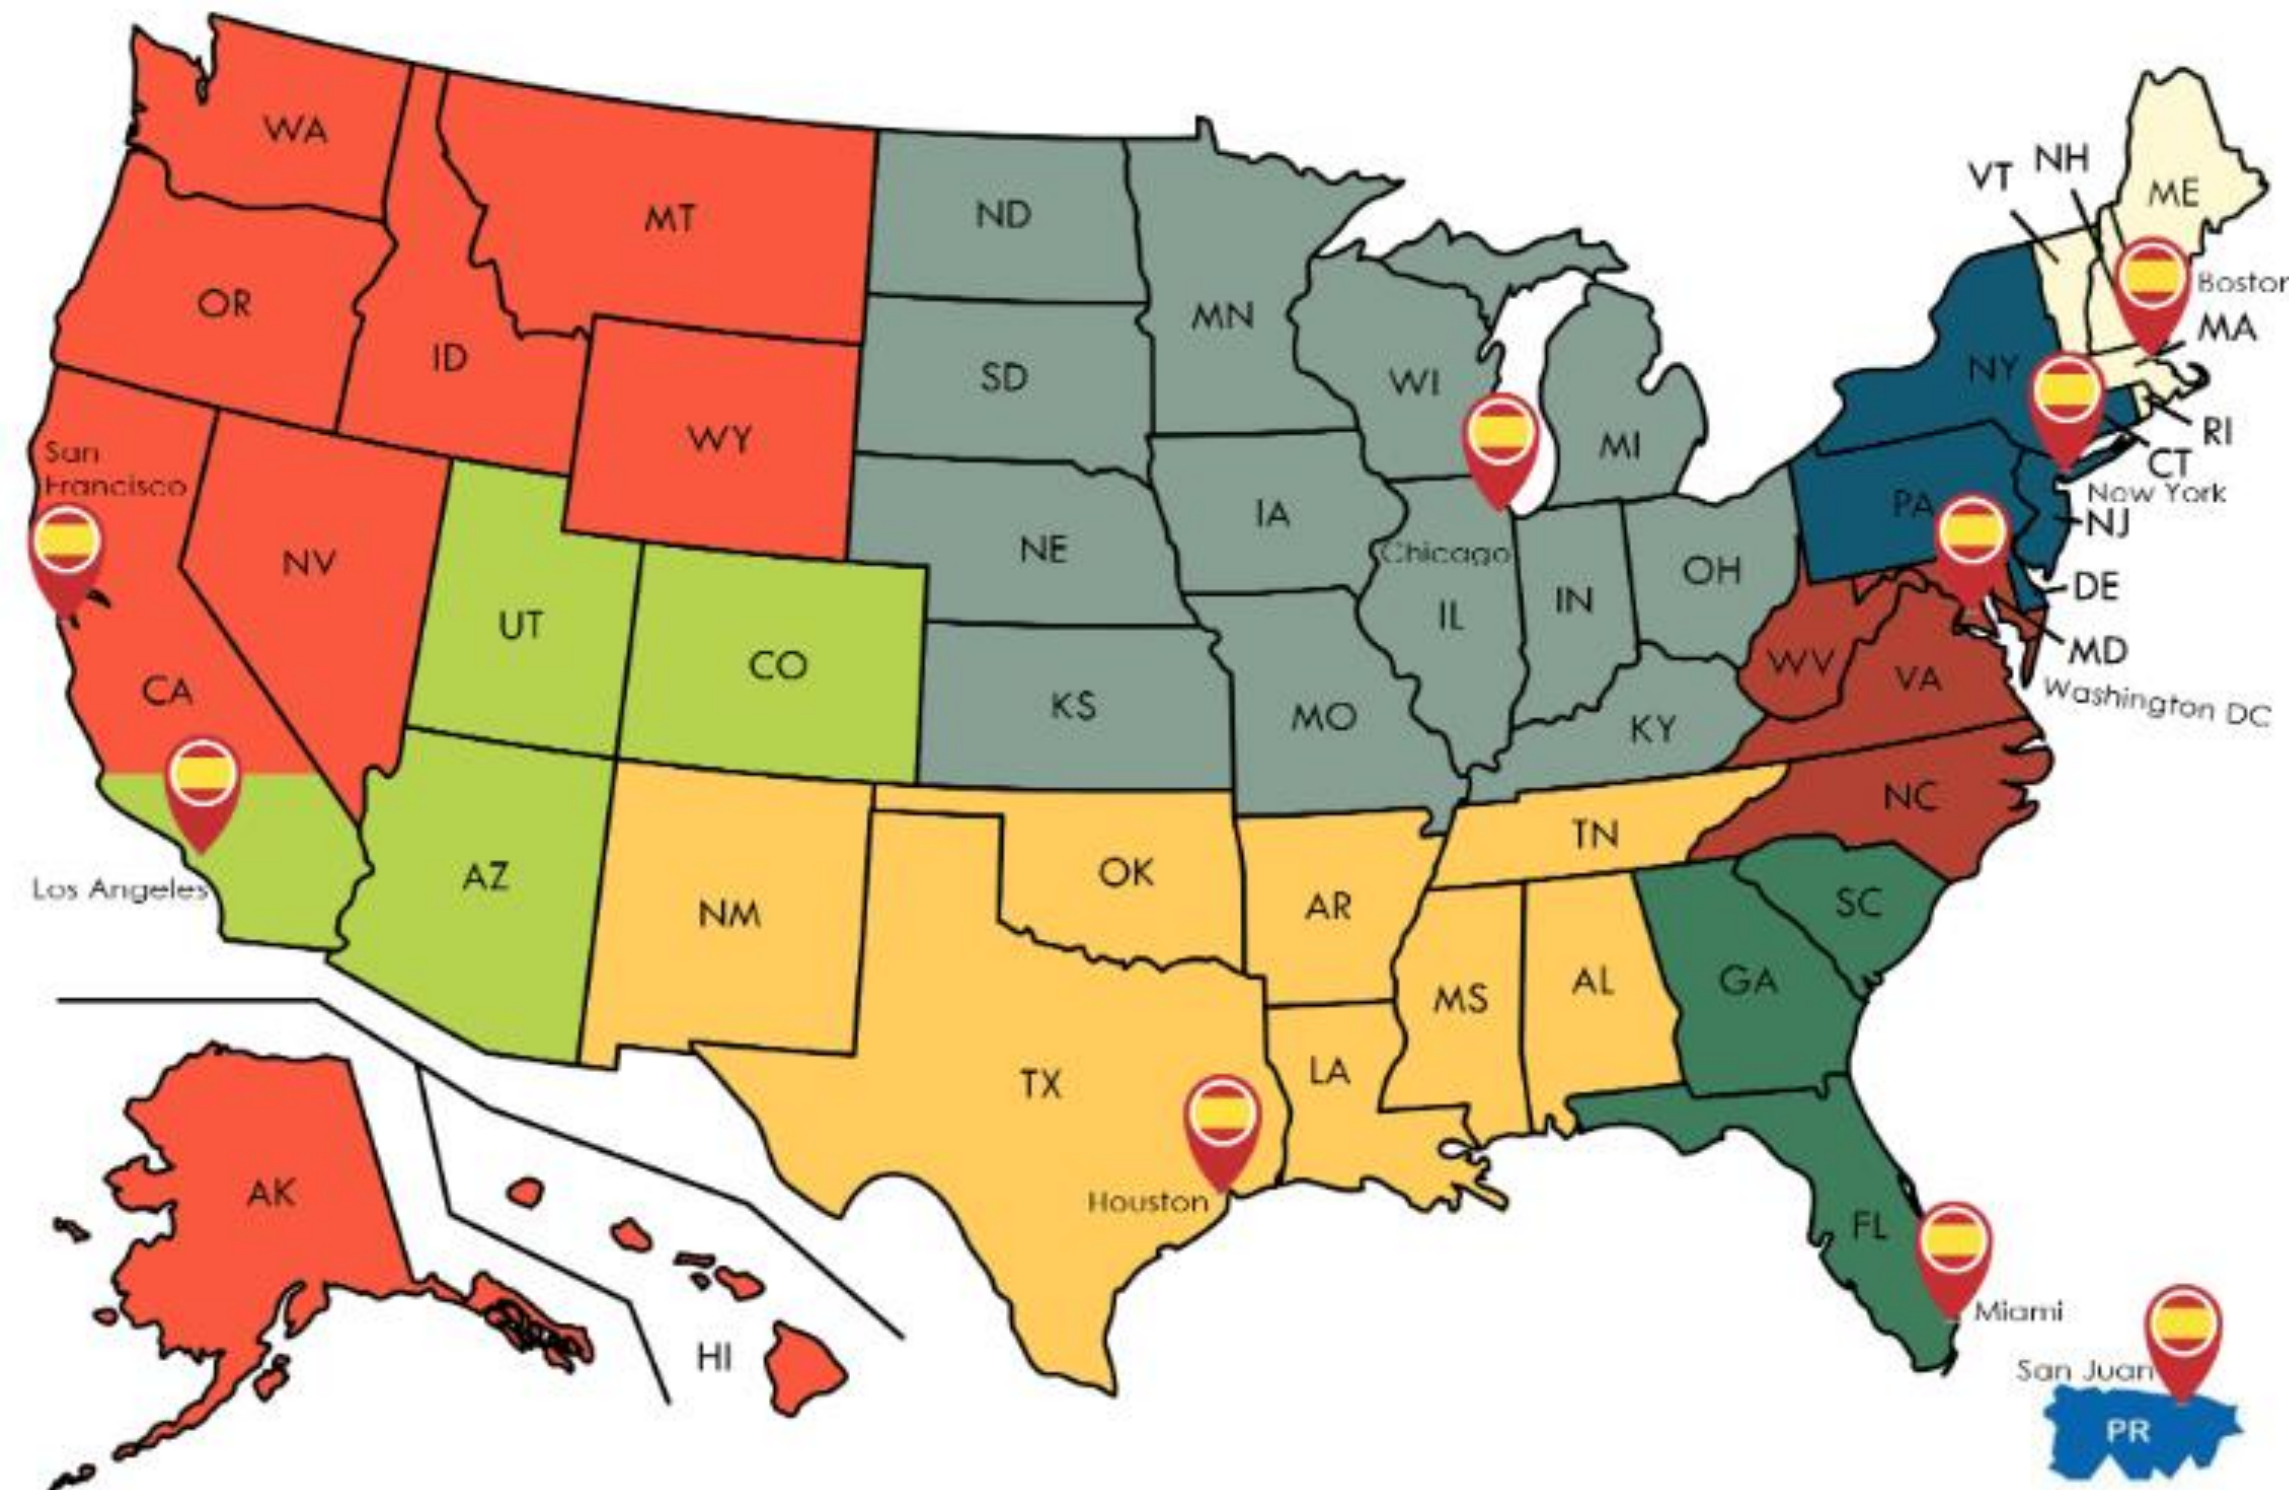 WA
MT
ND
MN
VT
NH
ME
OR
ID
SD
WI
MI
NY
Boston
MA
RI
CT
WY
San
Francisco
NV
UT
CO
NE
IA
Chicago
IL
IN
OH
PA
New York
NJ
DE
MD
Washington DC
CA
KS
MO
KY
WV
VA
NC
TN
Los Angeles
AZ
NM
OK
AR
SC
MS
AL
GA
TX
LA
Houston
FL
Miami
AK
HI
San Juan
PR